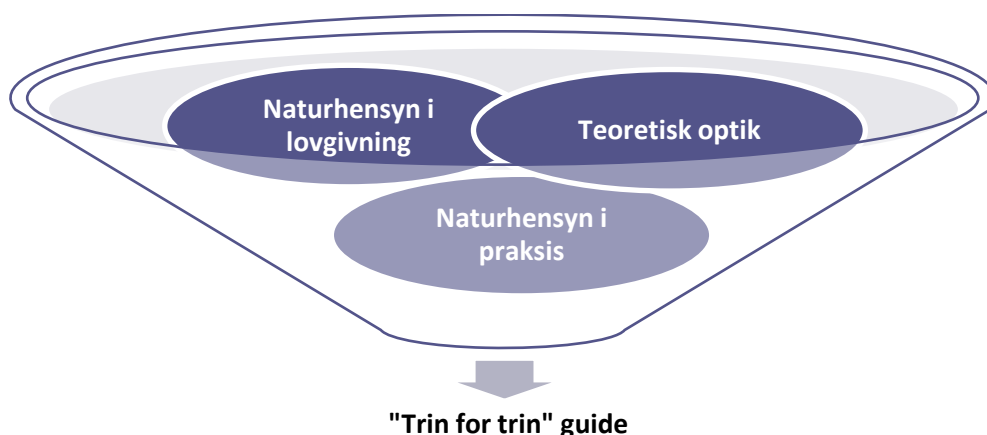 Naturhensyn i
lovgivning
Teoretisk optik
Naturhensyn i
praksis
"Trin for trin" guide